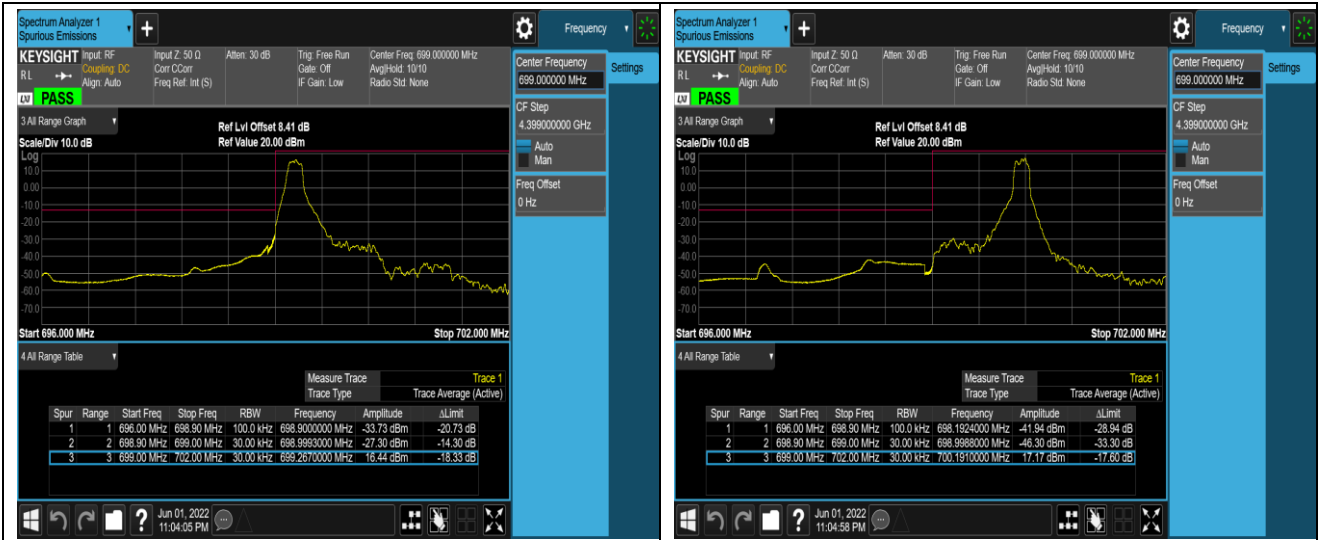 Spectrum Analyzer 1
Spurious Emissions
+
Frequency
KEYSIGHT Input: RF Input Z: 50 Ω Atten: 30 dB Trig: Free Run Center Freq: 699.000000 MHz
RL Coupling: DC Corr CCorr Gate: Off Avg|Hold: 10/10
Align: Auto Freq Ref: Int (S) IF Gain: Low Radio Std: None
LXI PASS
Center Frequency
699.000000 MHz
Settings
CF Step
4.399000000 GHz
Auto
Man
Freq Offset
0 Hz
3 All Range Graph
Ref Lvl Offset 8.41 dB
Scale/Div 10.0 dB Ref Value 20.00 dBm
Log
10.0
0.00
-10.0
-20.0
-30.0
-40.0
-50.0
-60.0
-70.0
Start 696.000 MHz Stop 702.000 MHz
4 All Range Table
Measure Trace Trace 1
Trace Type Trace Average (Active)
Spur Range Start Freq Stop Freq RBW Frequency Amplitude ΔLimit
1 1 696.00 MHz 698.90 MHz 100.0 kHz 698.9000000 MHz -33.73 dBm -20.73 dB
2 2 698.90 MHz 699.00 MHz 30.00 kHz 698.9993000 MHz -27.30 dBm -14.30 dB
3 3 699.00 MHz 702.00 MHz 30.00 kHz 699.2670000 MHz 16.44 dBm -18.33 dB
? Jun 01, 2022
11:04:05 PM
Spectrum Analyzer 1
Spurious Emissions
+
Frequency
KEYSIGHT Input: RF Input Z: 50 Ω Atten: 30 dB Trig: Free Run Center Freq: 699.000000 MHz
RL Coupling: DC Corr CCorr Gate: Off Avg|Hold: 10/10
Align: Auto Freq Ref: Int (S) IF Gain: Low Radio Std: None
LXI PASS
Center Frequency
699.000000 MHz
Settings
CF Step
4.399000000 GHz
Auto
Man
Freq Offset
0 Hz
3 All Range Graph
Ref Lvl Offset 8.41 dB
Scale/Div 10.0 dB Ref Value 20.00 dBm
Log
10.0
0.00
-10.0
-20.0
-30.0
-40.0
-50.0
-60.0
-70.0
Start 696.000 MHz Stop 702.000 MHz
4 All Range Table
Measure Trace Trace 1
Trace Type Trace Average (Active)
Spur Range Start Freq Stop Freq RBW Frequency Amplitude ΔLimit
1 1 696.00 MHz 698.90 MHz 100.0 kHz 698.1924000 MHz -41.94 dBm -28.94 dB
2 2 698.90 MHz 699.00 MHz 30.00 kHz 698.9988000 MHz -46.30 dBm -33.30 dB
3 3 699.00 MHz 702.00 MHz 30.00 kHz 700.1910000 MHz 17.17 dBm -17.60 dB
? Jun 01, 2022
11:04:58 PM